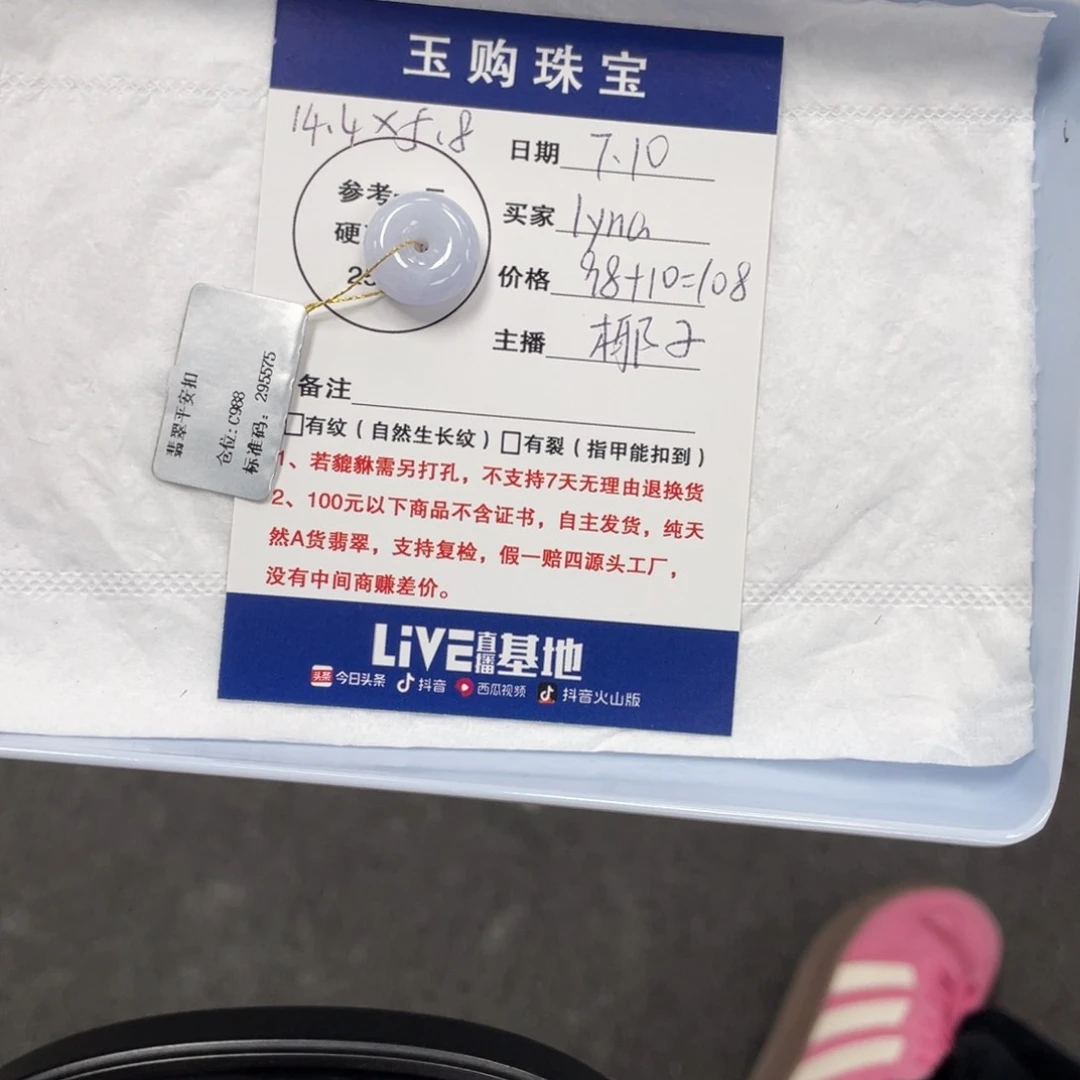 玉购珠宝
14.4×5.8
参考
硬
25
日期 7.10
买家 lyna
价格 98+10=108
主播 椰子
备注
□有纹(自然生长纹)□有裂(指甲能扣到)
1、若貔貅需另打孔,不支持7天无理由退换货
2、100元以下商品不含证书,自主发货,纯天
然A货翡翠,支持复检,假一赔四源头工厂,
没有中间商赚差价。
LiVE直播基地
头条 今日头条 抖音 西瓜视频 抖音火山版
翡翠平安扣
仓位:C988
标准码:295575